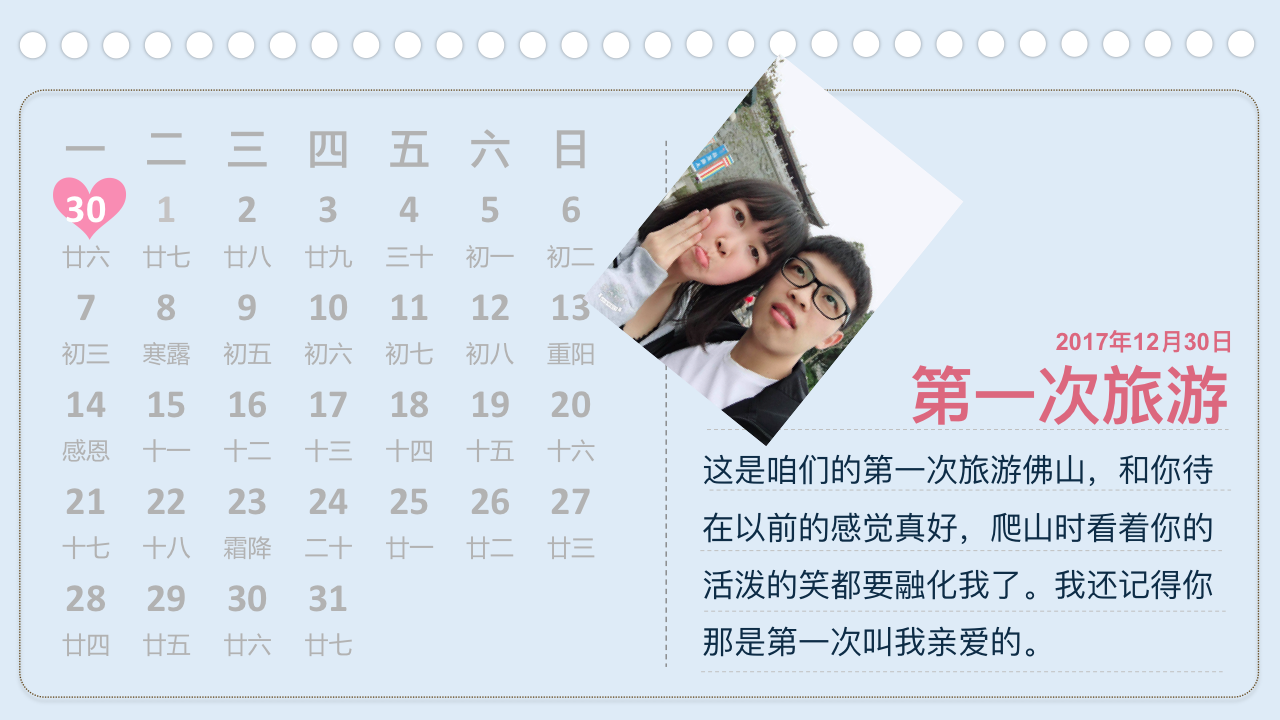 一 二 三 四 五 六 日
30 1 2 3 4 5 6
廿六 廿七 廿八 廿九 三十 初一 初二
7 8 9 10 11 12 13
初三 寒露 初五 初六 初七 初八 重阳
14 15 16 17 18 19 20
感恩 十一 十二 十三 十四 十五 十六
21 22 23 24 25 26 27
十七 十八 霜降 二十 廿一 廿二 廿三
28 29 30 31
廿四 廿五 廿六 廿七
2017年12月30日
第一次旅游
这是咱们的第一次旅游佛山，和你待
在以前的感觉真好，爬山时看着你的
活泼的笑都要融化我了。我还记得你
那是第一次叫我亲爱的。